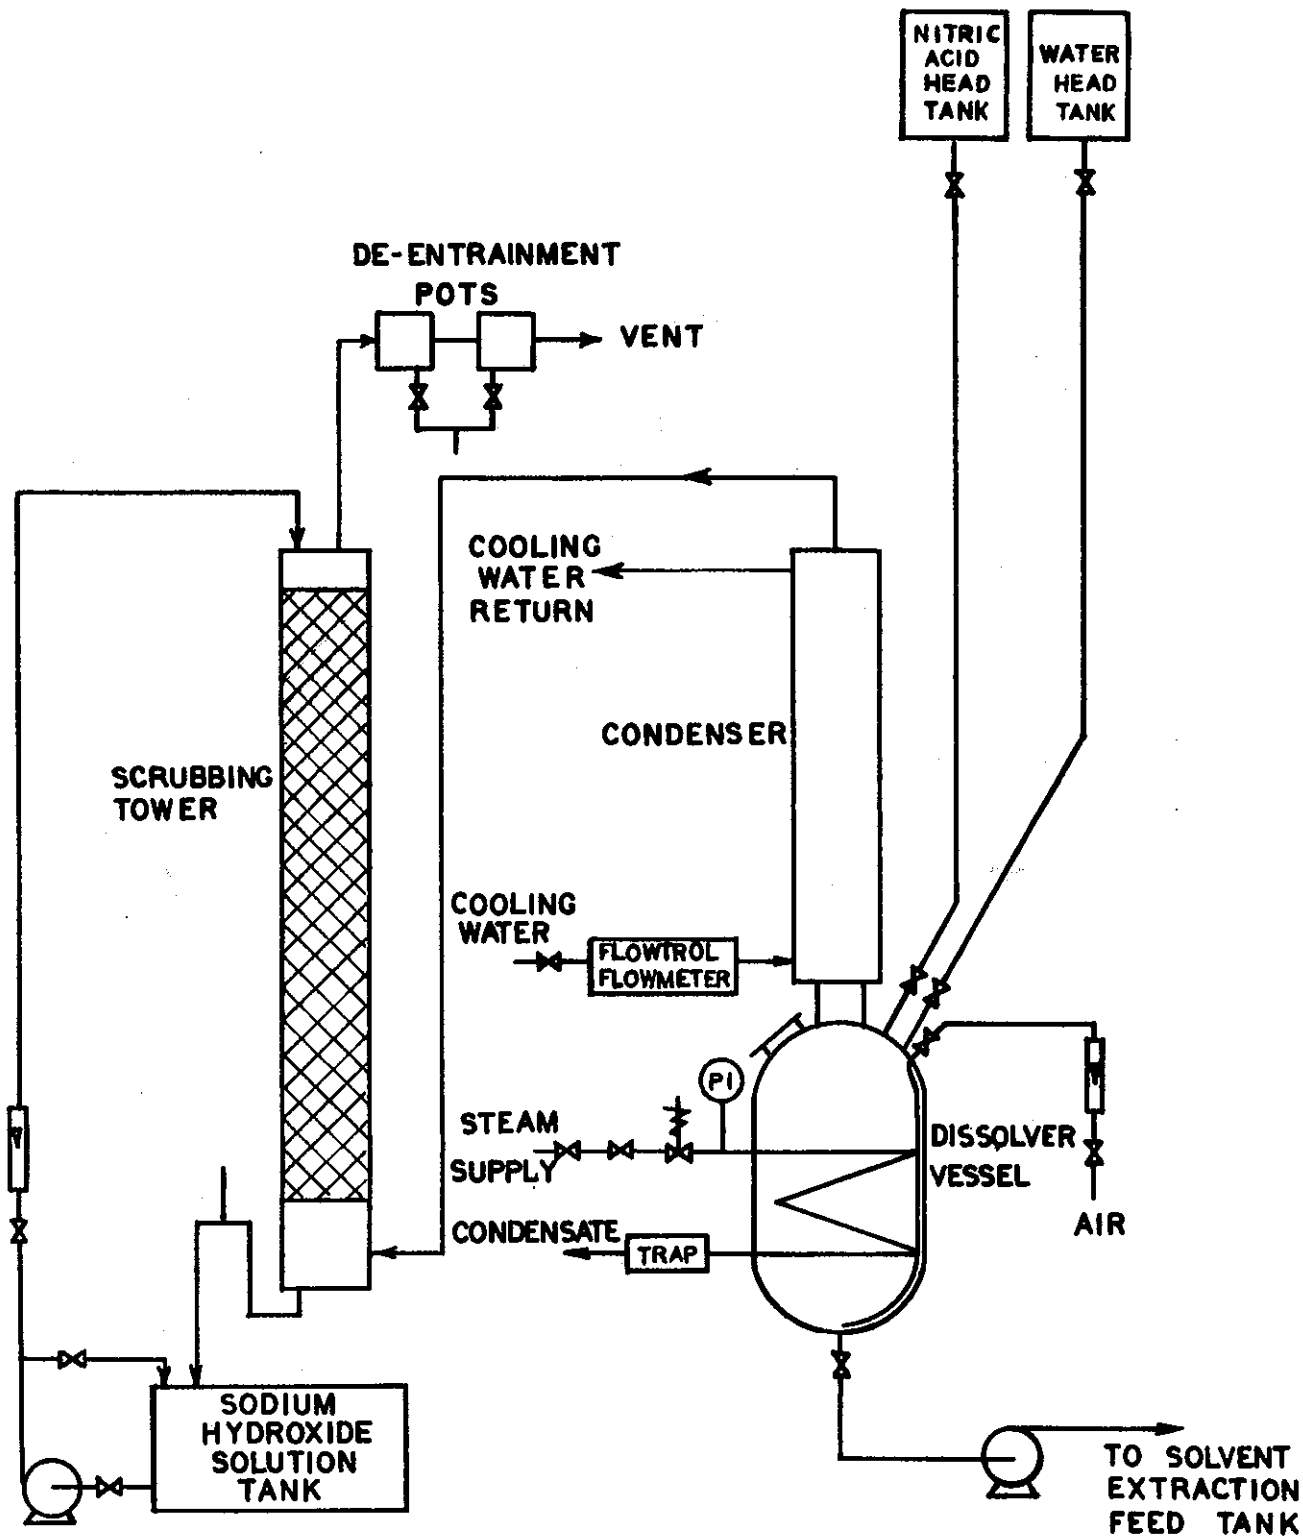 NITRIC
ACID
HEAD
TANK
WATER
HEAD
TANK
DE-ENTRAINMENT
POTS
VENT
COOLING
WATER
RETURN
CONDENSER
SCRUBBING
TOWER
COOLING
WATER
FLOWTROL
FLOWMETER
PI
STEAM
SUPPLY
DISSOLVER
VESSEL
AIR
CONDENSATE
TRAP
SODIUM
HYDROXIDE
SOLUTION
TANK
TO SOLVENT
EXTRACTION
FEED TANK